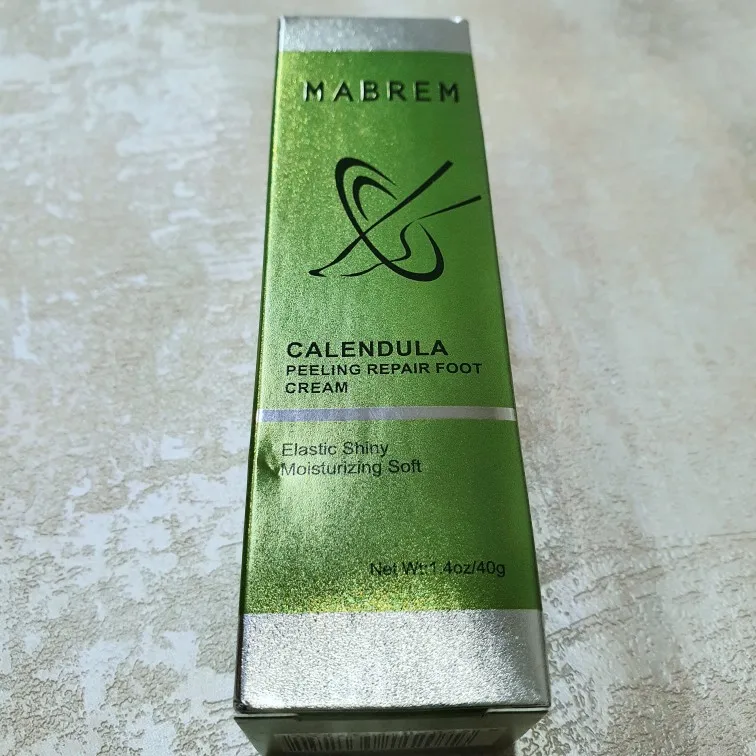 MABREM
CALENDULA
PEELING REPAIR FOOT
CREAM
Elastic Shiny
Moisturizing Soft
Net Wt:1.4oz/40g